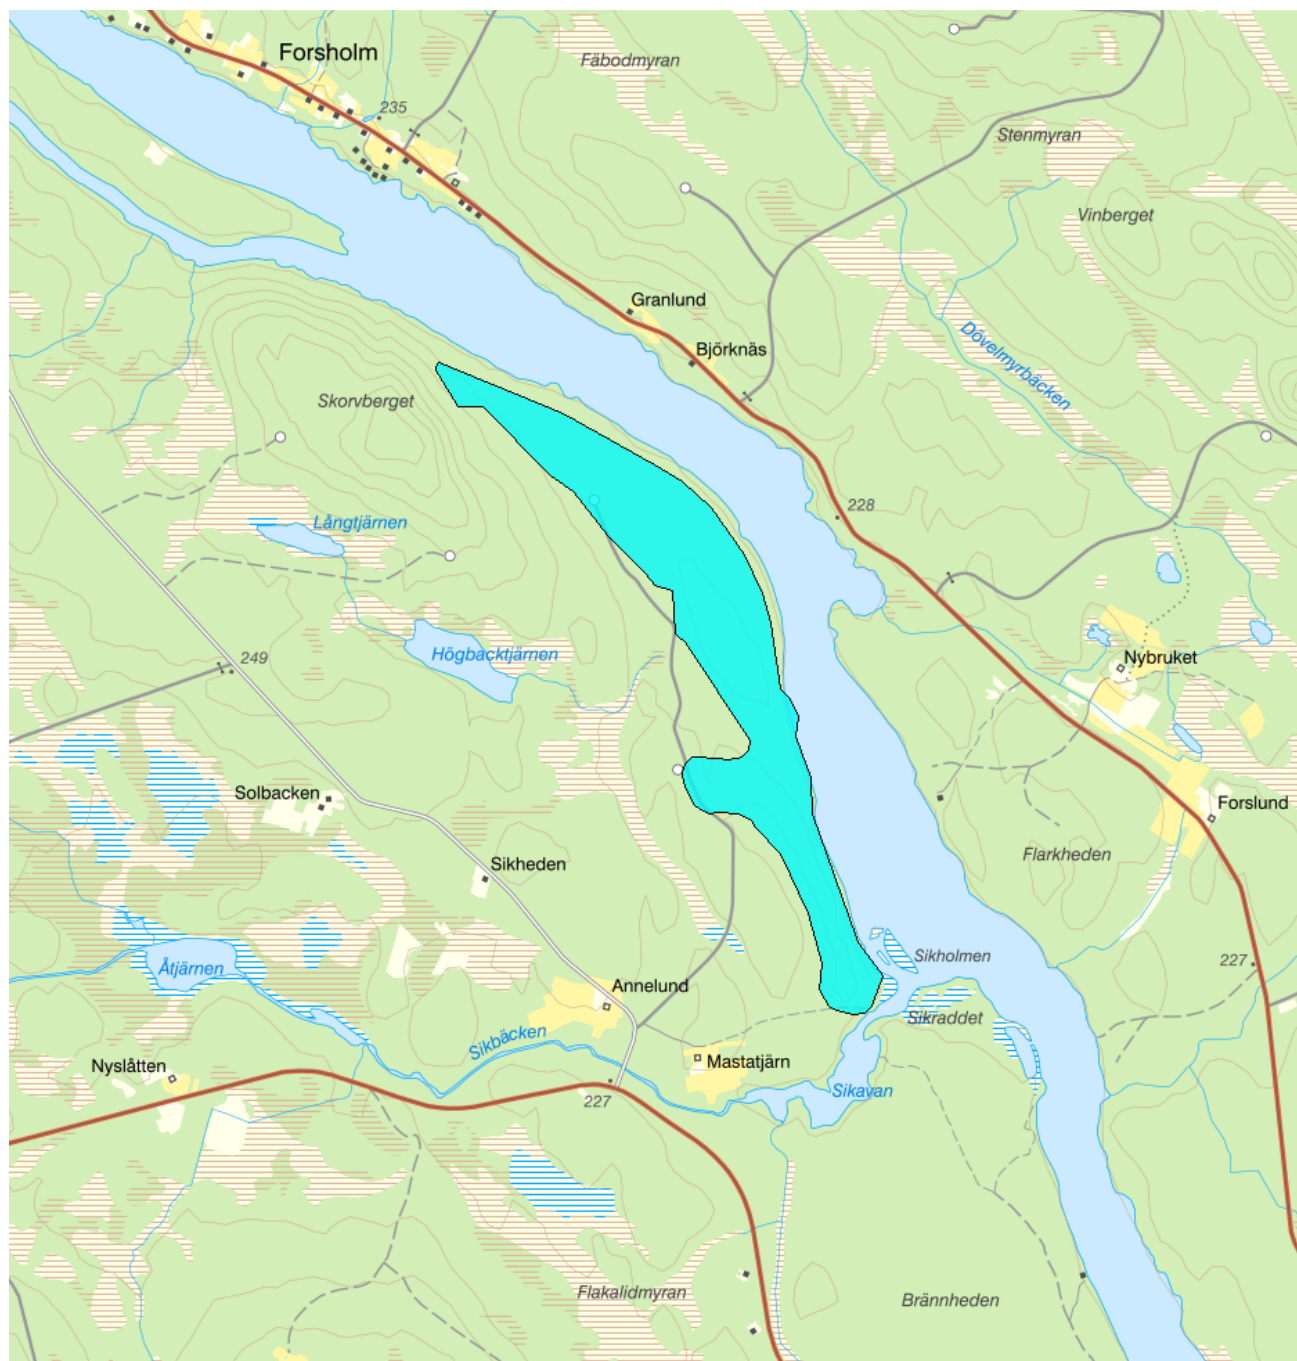 Forsholm
Fäbodmyran
235
Stenmyran
Vinberget
Granlund
Björknäs
Dövelmyrbäcken
Skorvberget
228
Långtjärnen
Högbacktjärnen
249
Nybruket
Solbacken
Forslund
Sikheden
Flarkheden
Åtjärnen
Sikholmen
227
Annelund
Sikraddet
Sikbäcken
Nyslåtten
Mastatjärn
Sikavan
227
Flakalidmyran
Brännheden